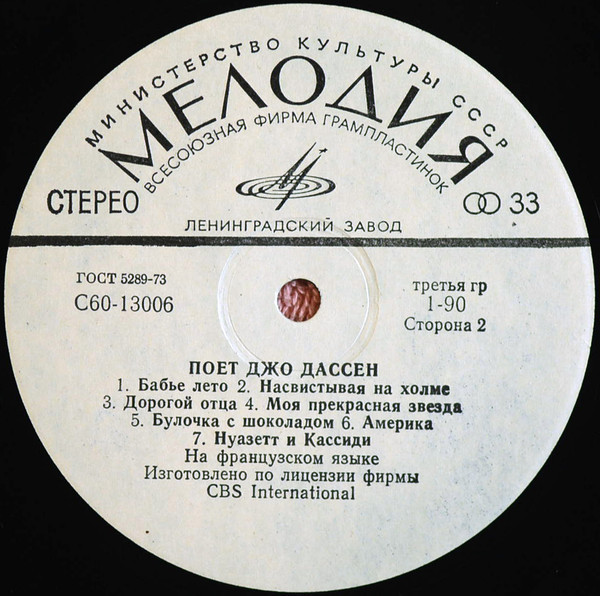 МИНИСТЕРСТВО КУЛЬТУРЫ СССР
МЕЛОДИЯ
ВСЕСОЮЗНАЯ ФИРМА ГРАМПЛАСТИНОК
СТЕРЕО
33
ЛЕНИНГРАДСКИЙ ЗАВОД
ГОСТ 5289-73
С60-13006
третья гр
1-90
Сторона 2
ПОЕТ ДЖО ДАССЕН
1. Бабье лето 2. Насвистывая на холме
3. Дорогой отца 4. Моя прекрасная звезда
5. Булочка с шоколадом 6. Америка
7. Нуазетт и Кассиди
На французском языке
Изготовлено по лицензии фирмы
CBS International